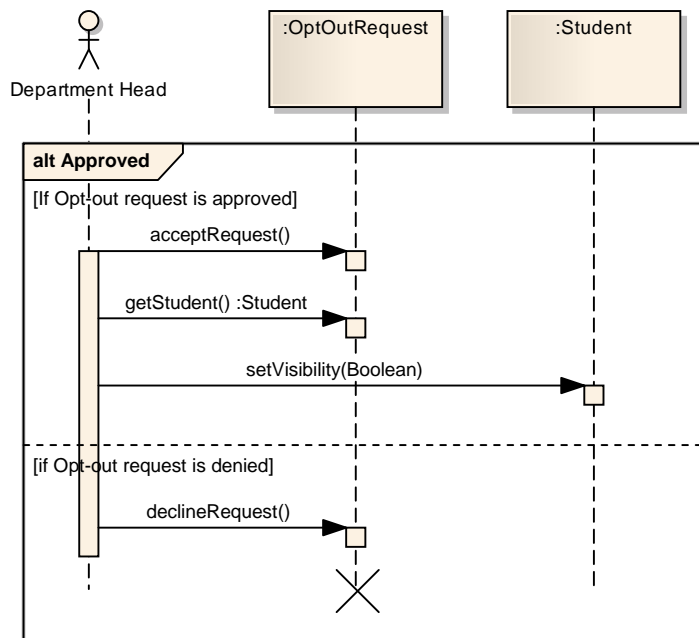 :OptOutRequest
:Student
Department Head
alt Approved
[If Opt-out request is approved]
acceptRequest()
getStudent() :Student
setVisibility(Boolean)
[if Opt-out request is denied]
declineRequest()